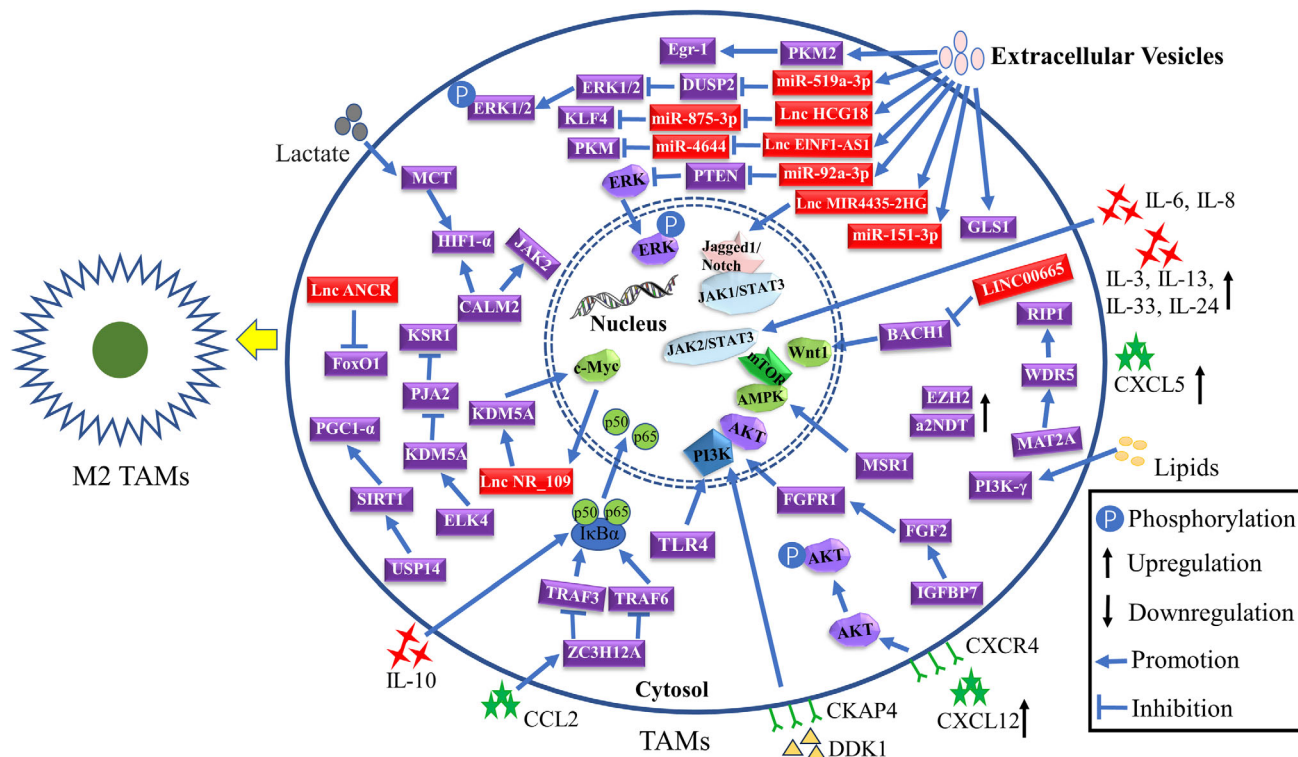 Egr-1
PKM2
Extracellular Vesicles
P
ERK1/2
ERK1/2
DUSP2
miR-519a-3p
KLF4
miR-875-3p
Lnc HCG18
PKM
miR-4644
Lnc ElNF1-AS1
ERK
PTEN
miR-92a-3p
Lnc MIR4435-2HG
miR-151-3p
GLS1
Lactate
MCT
HIF1-α
JAK2
CALM2
P
ERK
Jagged1/
Notch
JAK1/STAT3
Nucleus
JAK2/STAT3
mTOR
Wnt1
AMPK
c-Myc
AKT
PI3K
p50
p65
IL-6, IL-8
IL-3, IL-13,
IL-33, IL-24
LINC00665
BACH1
RIP1
WDR5
MAT2A
CXCL5
EZH2
a2NDT
Lipids
PI3K-γ
MSR1
Lnc ANCR
FoxO1
KSR1
PJA2
KDM5A
ELK4
KDM5A
Lnc NR_109
PGC1-α
SIRT1
USP14
M2 TAMs
p50
p65
IκBα
TRAF3
TRAF6
ZC3H12A
TLR4
FGFR1
FGF2
IGFBP7
P
AKT
AKT
IL-10
CCL2
Cytosol
TAMs
CKAP4
DDK1
CXCR4
CXCL12
P
Phosphorylation
Upregulation
Downregulation
Promotion
Inhibition